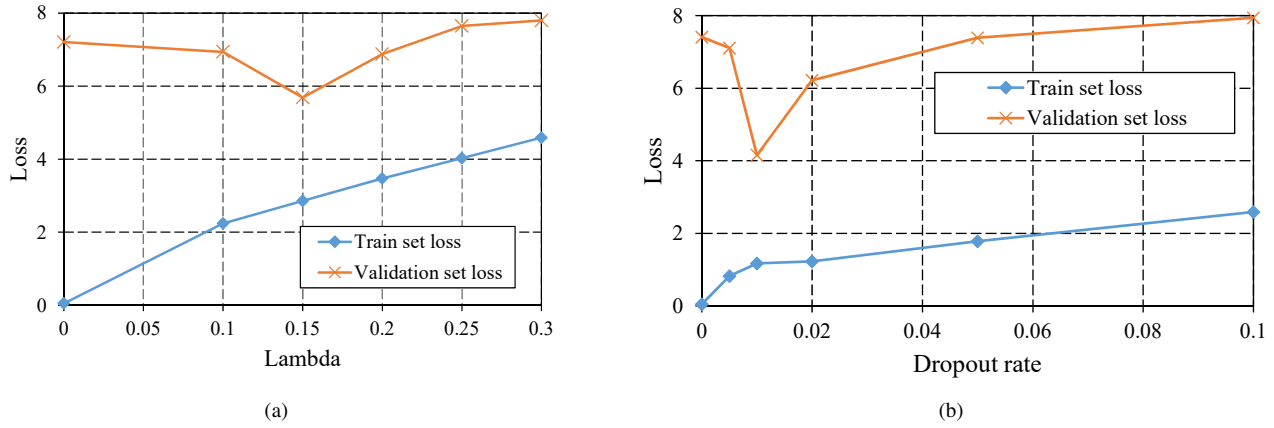 8
6
4
2
0
Loss
Train set loss
Validation set loss
0 0.05 0.1 0.15 0.2 0.25 0.3
Lambda
(a)
8
6
4
2
0
Loss
Train set loss
Validation set loss
0 0.02 0.04 0.06 0.08 0.1
Dropout rate
(b)